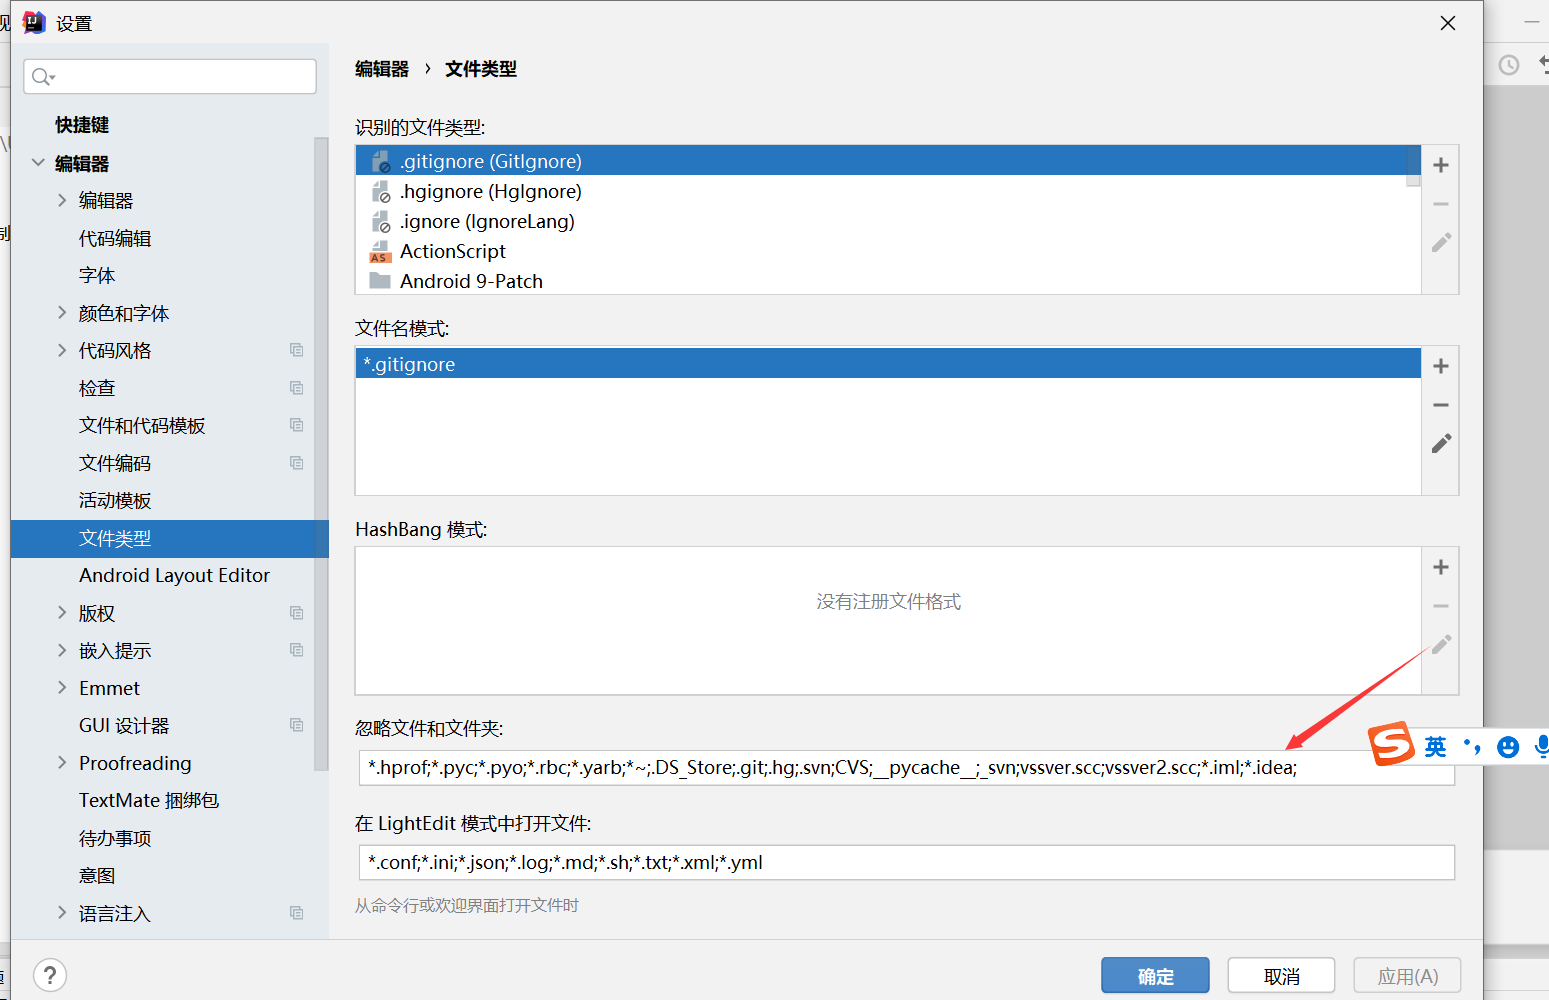 设置
快捷键
编辑器
编辑器
代码编辑
字体
颜色和字体
代码风格
检查
文件和代码模板
文件编码
活动模板
文件类型
Android Layout Editor
版权
嵌入提示
Emmet
GUI 设计器
Proofreading
TextMate 捆绑包
待办事项
意图
语言注入
编辑器 › 文件类型
识别的文件类型:
.gitignore (GitIgnore)
.hgignore (HgIgnore)
.ignore (IgnoreLang)
AS ActionScript
Android 9-Patch
文件名模式:
*.gitignore
HashBang 模式:
没有注册文件格式
忽略文件和文件夹:
*.hprof;*.pyc;*.pyo;*.rbc;*.yarb;*~;.DS_Store;.git;.hg;.svn;CVS;__pycache__;_svn;vssver.scc;vssver2.scc;*.iml;*.idea;
英
在 LightEdit 模式中打开文件:
*.conf;*.ini;*.json;*.log;*.md;*.sh;*.txt;*.xml;*.yml
从命令行或欢迎界面打开文件时
?
确定
取消
应用(A)